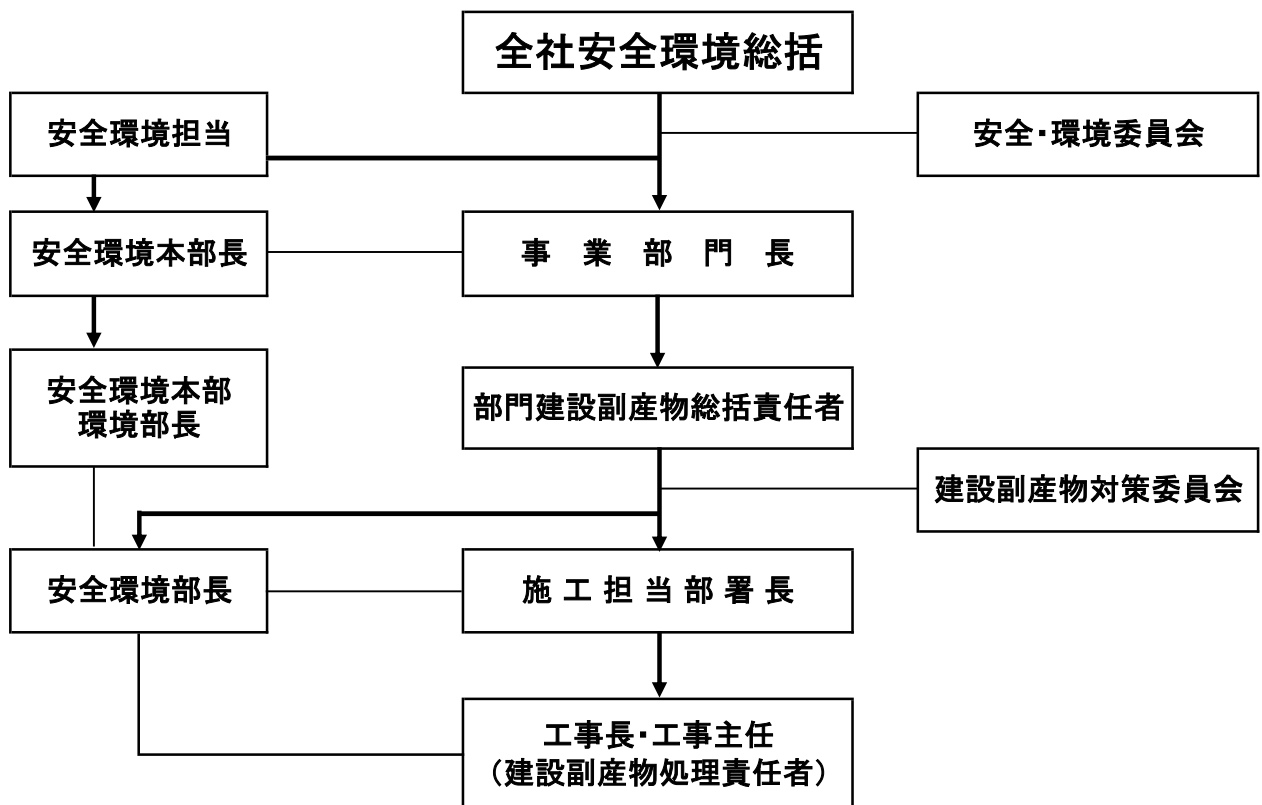 全社安全環境総括
安全環境担当
安全・環境委員会
安全環境本部長
事業部門長
安全環境本部
環境部長
部門建設副産物総括責任者
建設副産物対策委員会
安全環境部長
施工担当部署長
工事長・工事主任
（建設副産物処理責任者）